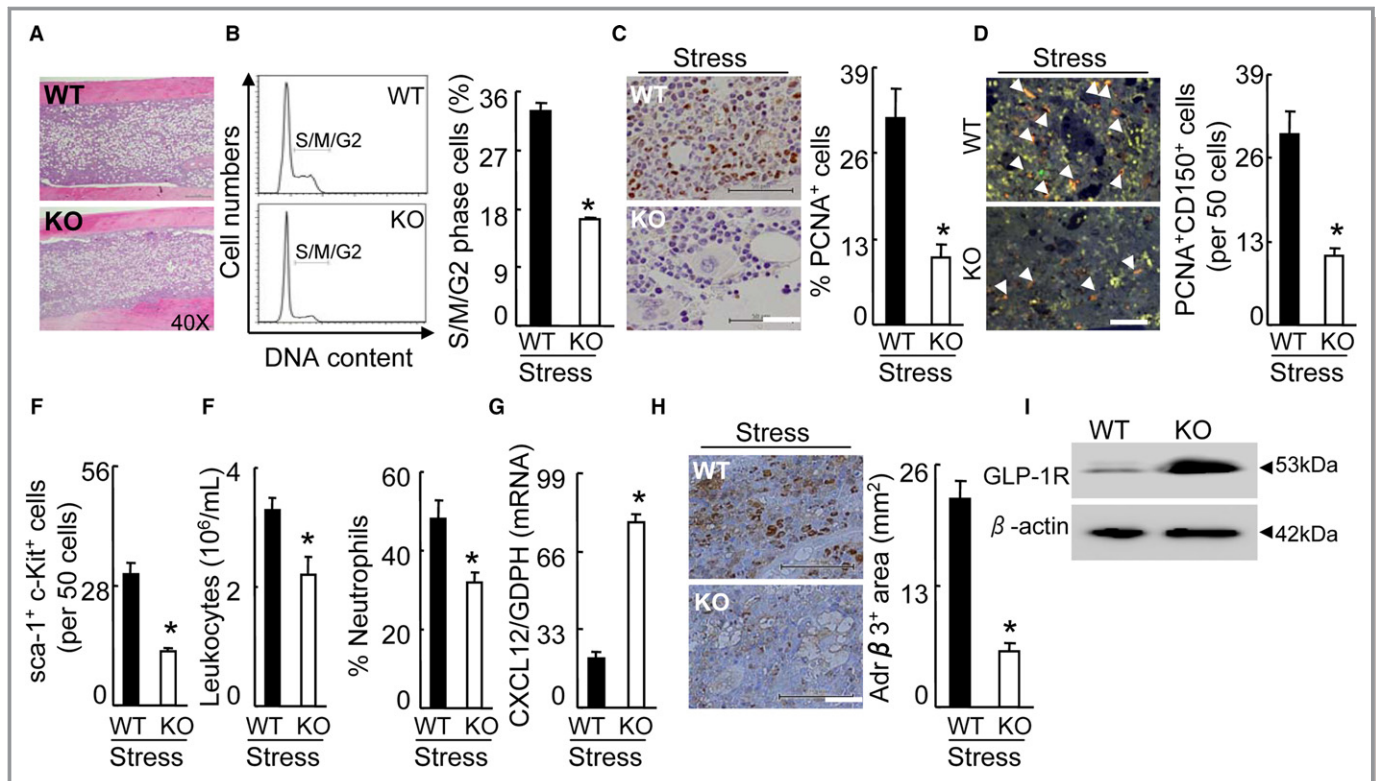 A
WT
KO
40X
B
Cell numbers
WT
S/M/G2
KO
S/M/G2
DNA content
S/M/G2 phase cells (%)
36
27
18
9
0
*
WT KO
Stress
C
Stress
WT
KO
% PCNA⁺ cells
39
26
13
0
*
WT KO
Stress
D
Stress
WT
KO
PCNA⁺CD150⁺ cells
(per 50 cells)
39
26
13
0
*
WT KO
Stress
F
sca-1⁺ c-Kit⁺ cells
(per 50 cells)
56
28
0
*
WT KO
Stress
F
Leukocytes (10⁶/mL)
4
2
0
*
WT KO
Stress
% Neutrophils
60
40
20
0
*
WT KO
Stress
G
CXCL12/GDPH (mRNA)
99
66
33
0
*
WT KO
Stress
H
Stress
WT
KO
Adr β 3⁺ area (mm²)
26
13
0
*
WT KO
Stress
I
WT KO
GLP-1R
53kDa
β -actin
42kDa